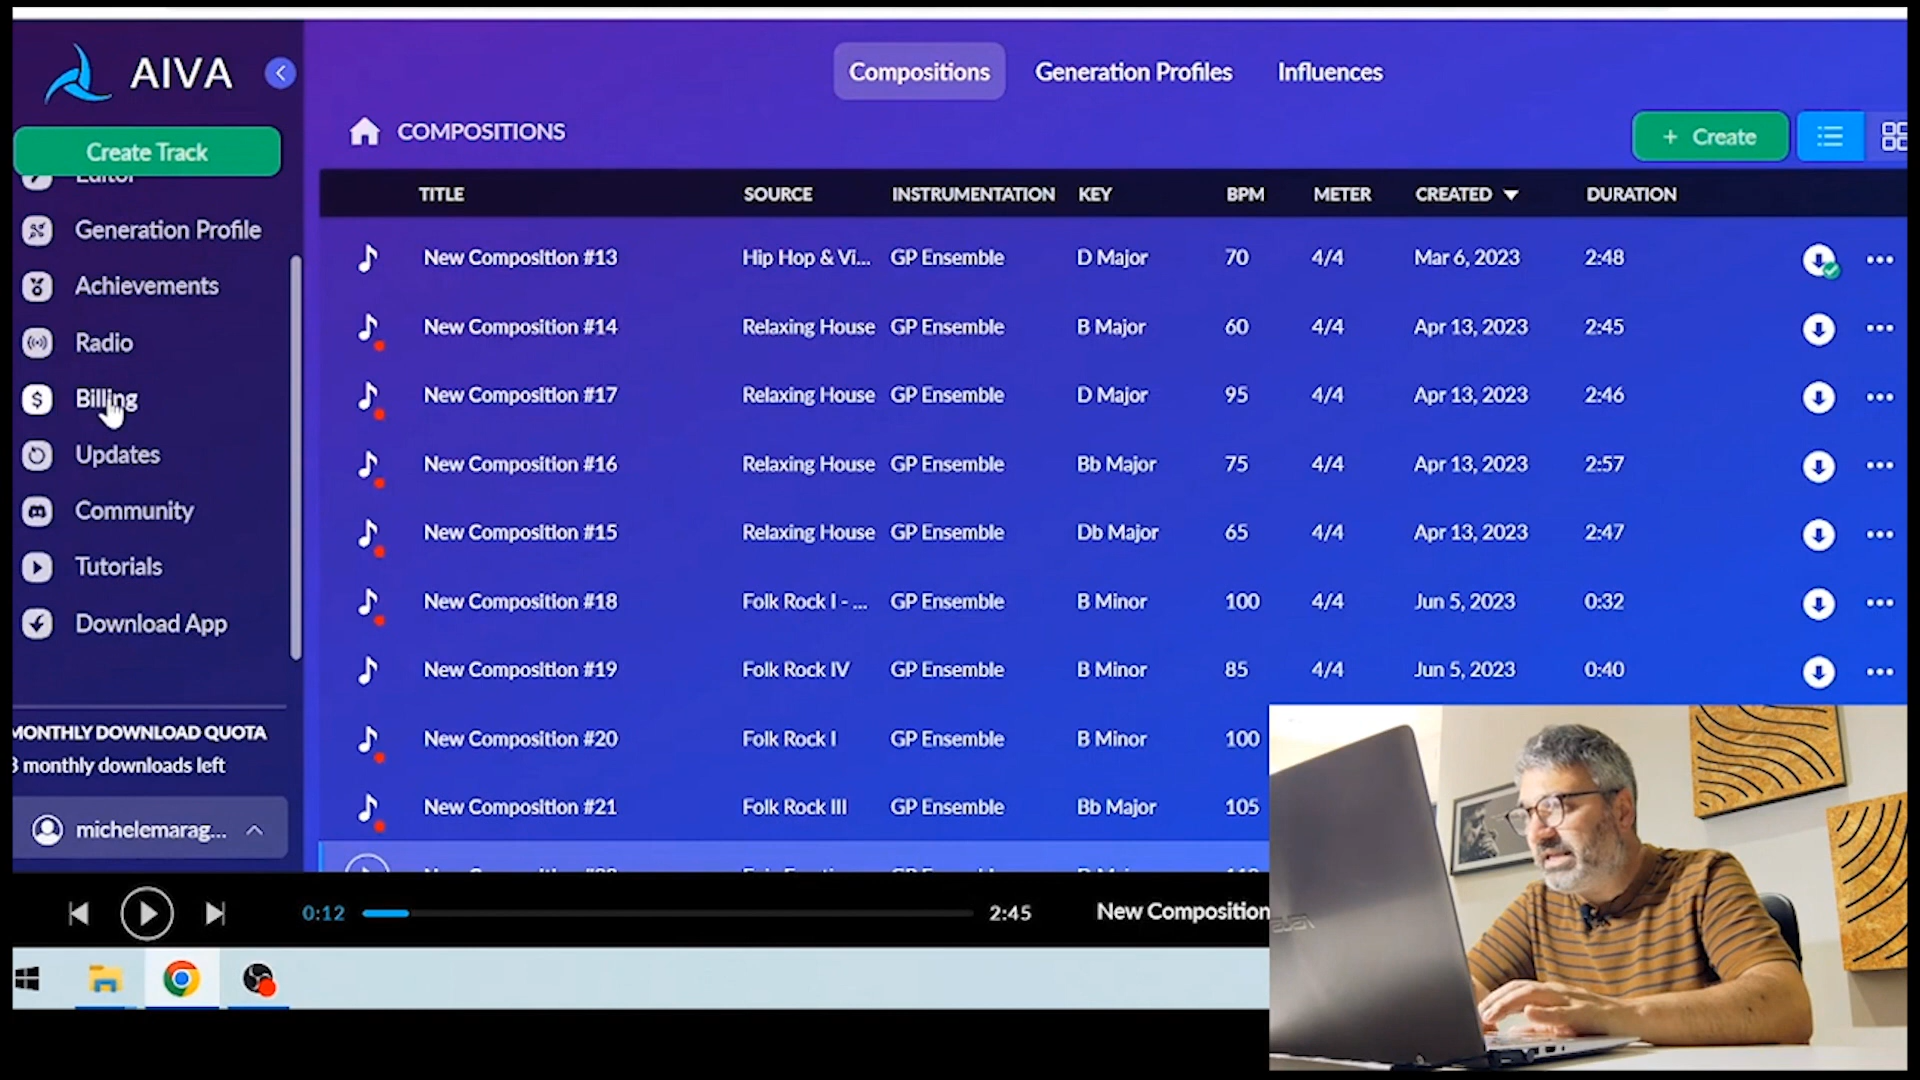 AIVA
Compositions Generation Profiles Influences
COMPOSITIONS
+ Create
Create Track
Editor
Generation Profile
Achievements
Radio
Billing
Updates
Community
Tutorials
Download App
MONTHLY DOWNLOAD QUOTA
3 monthly downloads left
michelemarag...
TITLE SOURCE INSTRUMENTATION KEY BPM METER CREATED DURATION
New Composition #13 Hip Hop & Vi... GP Ensemble D Major 70 4/4 Mar 6, 2023 2:48
New Composition #14 Relaxing House GP Ensemble B Major 60 4/4 Apr 13, 2023 2:45
New Composition #17 Relaxing House GP Ensemble D Major 95 4/4 Apr 13, 2023 2:46
New Composition #16 Relaxing House GP Ensemble Bb Major 75 4/4 Apr 13, 2023 2:57
New Composition #15 Relaxing House GP Ensemble Db Major 65 4/4 Apr 13, 2023 2:47
New Composition #18 Folk Rock I - ... GP Ensemble B Minor 100 4/4 Jun 5, 2023 0:32
New Composition #19 Folk Rock IV GP Ensemble B Minor 85 4/4 Jun 5, 2023 0:40
New Composition #20 Folk Rock I GP Ensemble B Minor 100
New Composition #21 Folk Rock III GP Ensemble Bb Major 105
0:12 2:45 New Composition
ASUS